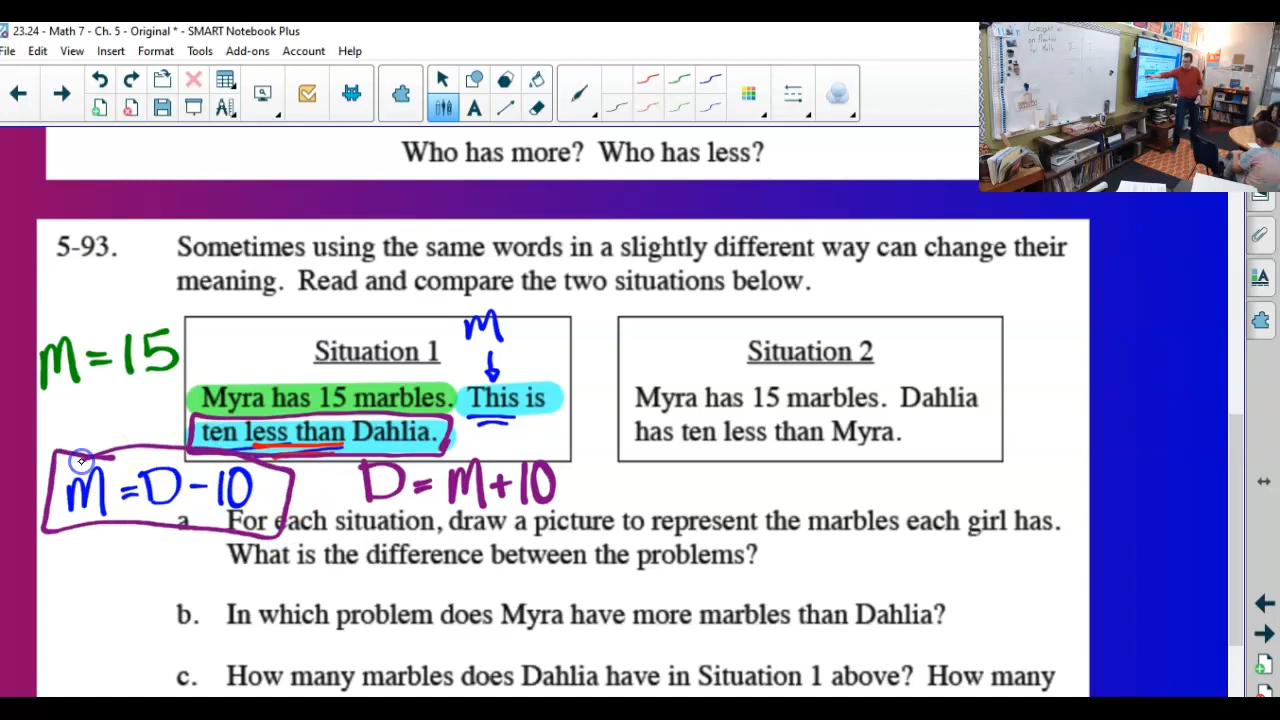 23.24 - Math 7 - Ch. 5 - Original * - SMART Notebook Plus
File Edit View Insert Format Tools Add-ons Account Help
Who has more? Who has less?
5-93. Sometimes using the same words in a slightly different way can change their
meaning. Read and compare the two situations below.
m
m = 15
Situation 1
Myra has 15 marbles. This is
ten less than Dahlia.
Situation 2
Myra has 15 marbles. Dahlia
has ten less than Myra.
m = D - 10
D = m + 10
a. For each situation, draw a picture to represent the marbles each girl has.
What is the difference between the problems?
b. In which problem does Myra have more marbles than Dahlia?
c. How many marbles does Dahlia have in Situation 1 above? How many